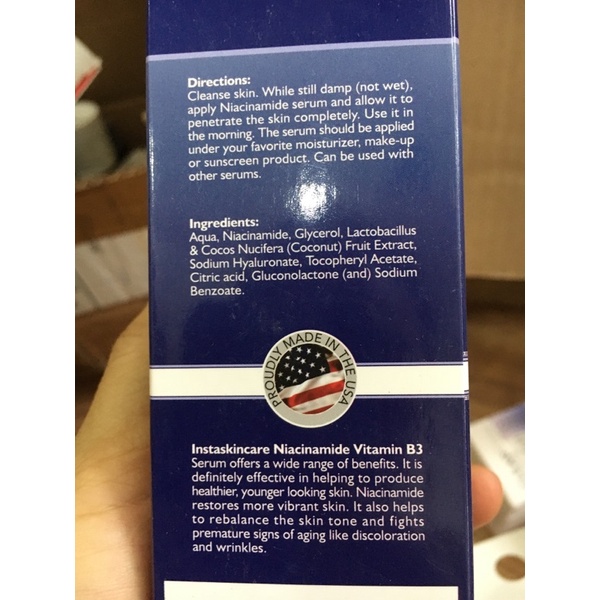 Directions:
Cleanse skin. While still damp (not wet),
apply Niacinamide serum and allow it to
penetrate the skin completely. Use it in
the morning. The serum should be applied
under your favorite moisturizer, make-up
or sunscreen product. Can be used with
other serums.
Ingredients:
Aqua, Niacinamide, Glycerol, Lactobacillus
& Cocos Nucifera (Coconut) Fruit Extract,
Sodium Hyaluronate, Tocopheryl Acetate,
Citric acid, Gluconolactone (and) Sodium
Benzoate.
PROUDLY MADE IN THE USA
Instaskincare Niacinamide Vitamin B3
Serum offers a wide range of benefits. It is
definitely effective in helping to produce
healthier, younger looking skin. Niacinamide
restores more vibrant skin. It also helps
to rebalance the skin tone and fights
premature signs of aging like discoloration
and wrinkles.